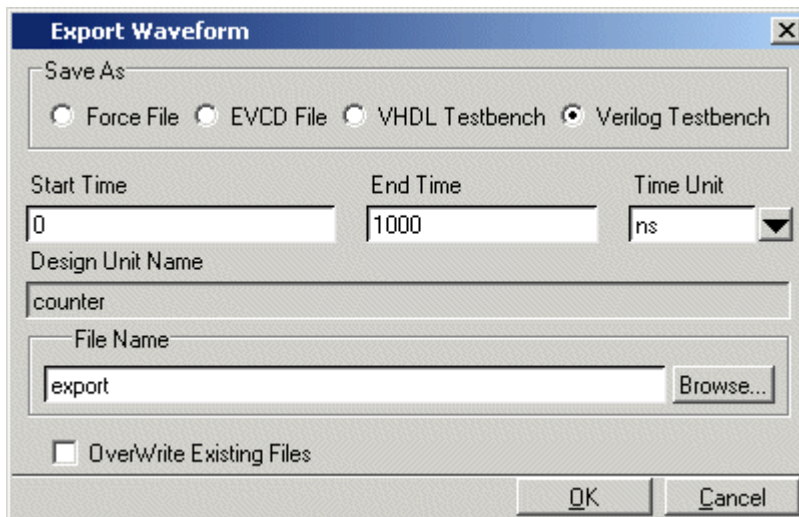 Export Waveform
Save As
Force File EVCD File VHDL Testbench Verilog Testbench
Start Time End Time Time Unit
0 1000 ns
Design Unit Name
counter
File Name
export Browse...
OverWrite Existing Files
OK Cancel